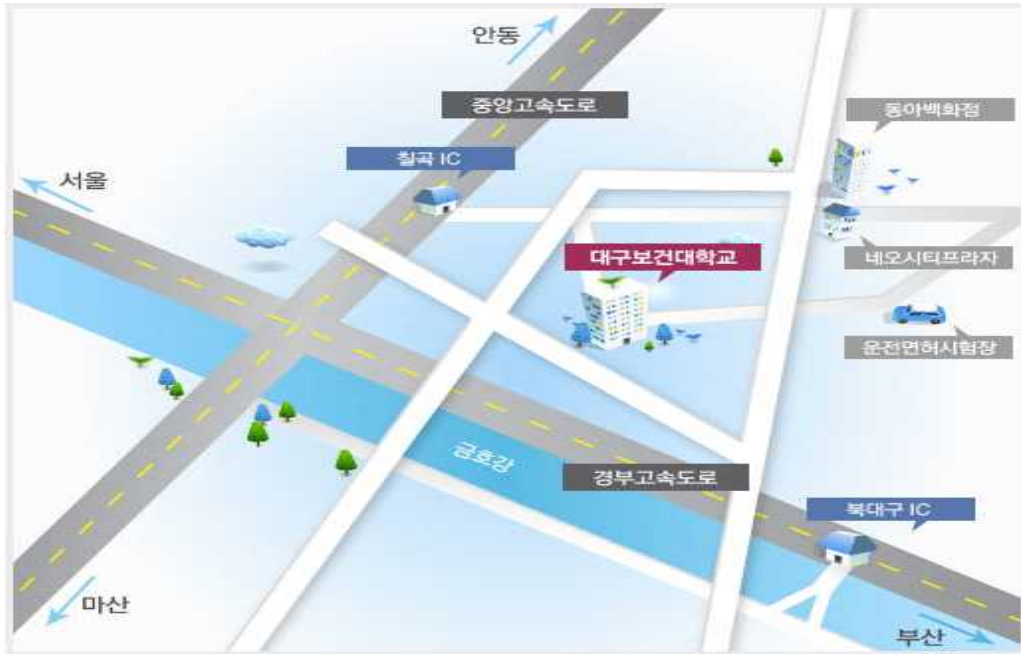 안동
중앙고속도로
동아백화점
칠곡 IC
서울
대구보건대학교
네오시티프라자
운전면허시험장
금호강
경부고속도로
북대구 IC
마산
부산